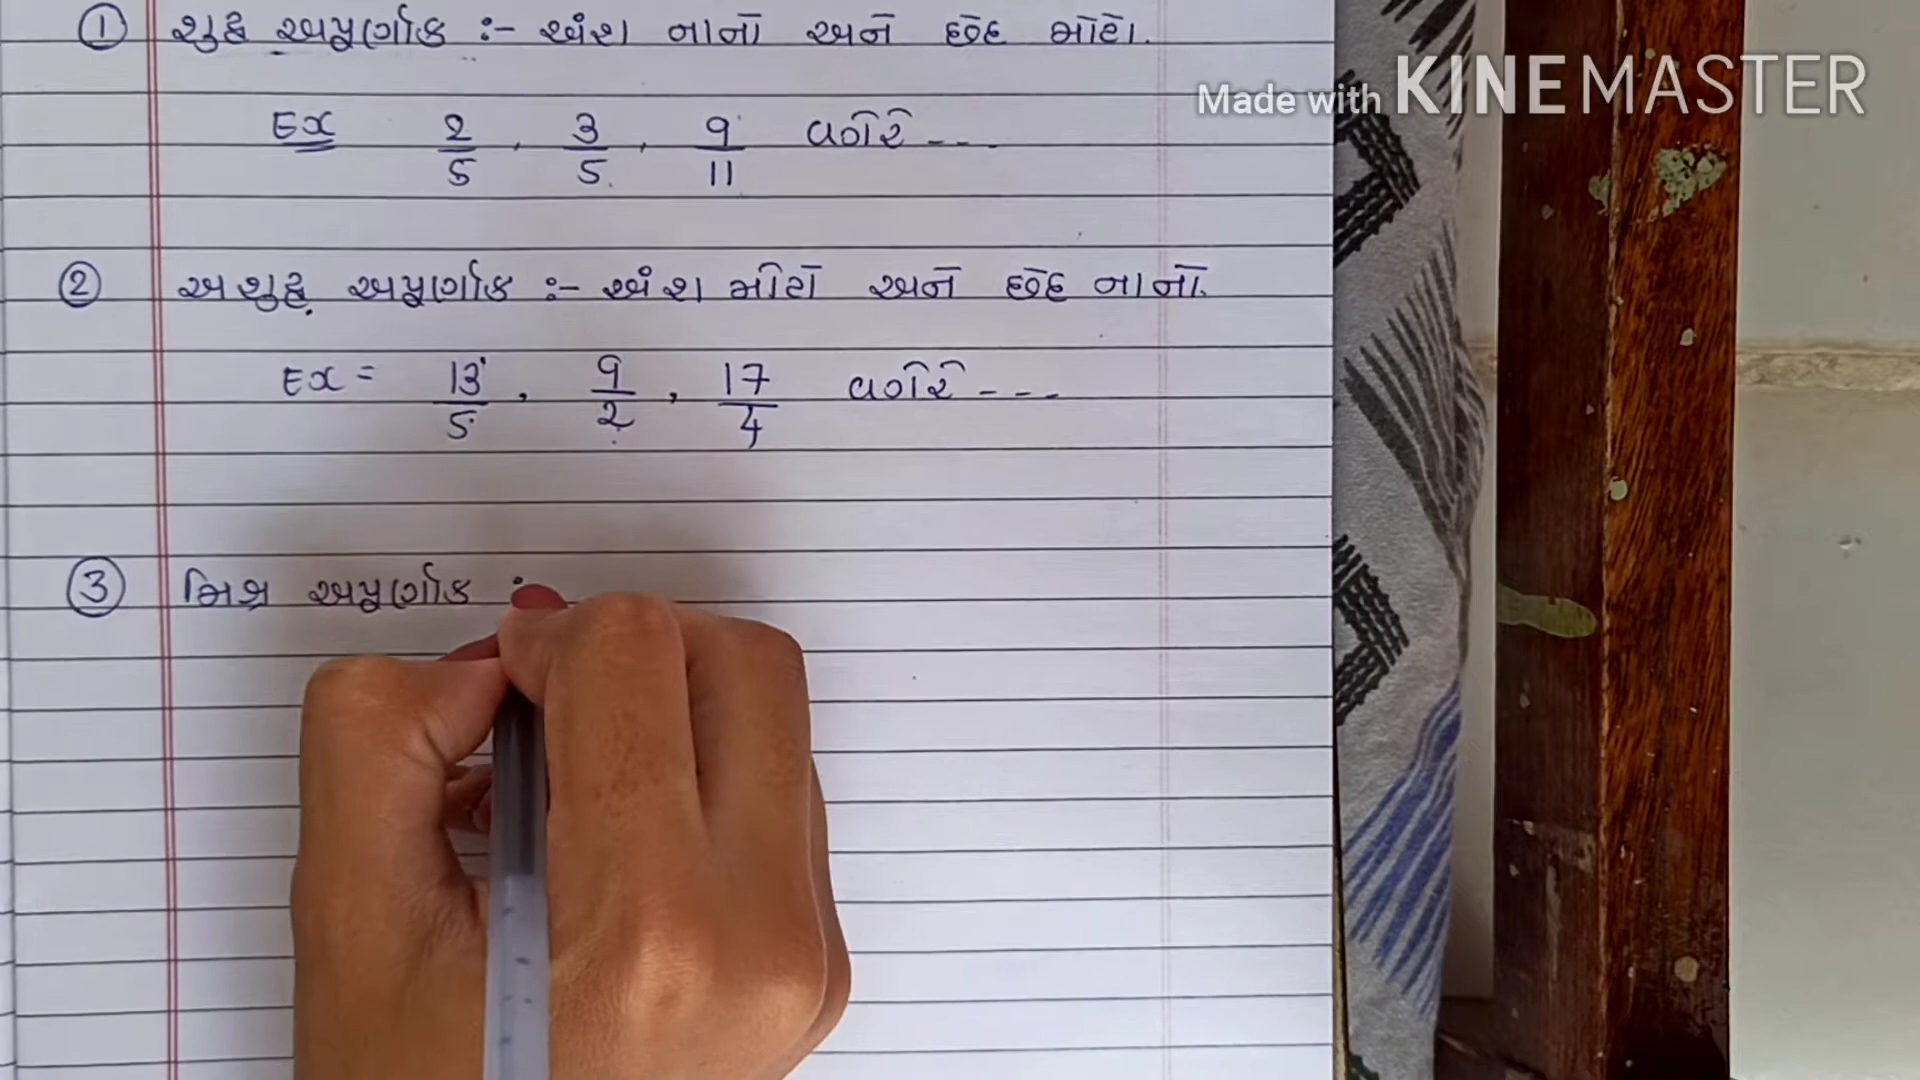 ① શુદ્ધ અપૂર્ણાંક :- અંશ નાનો અને છેદ મોટો.
Made with KINEMASTER
Ex 2/5 , 3/5 , 9/11 વગેરે ---
② અશુદ્ધ અપૂર્ણાંક :- અંશ મોટો અને છેદ નાનો.
Ex = 13/5 , 9/2 , 17/4 વગેરે ---
③ મિશ્ર અપૂર્ણાંક :